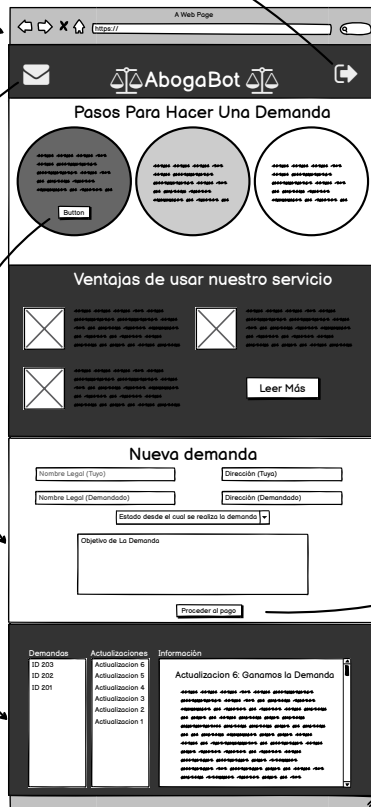 A Web Page
https://
AbogaBot
Pasos Para Hacer Una Demanda
Button
Ventajas de usar nuestro servicio
Leer Más
Nueva demanda
Nombre Legal (Tuyo)
Dirección (Tuya)
Nombre Legal (Demandado)
Dirección (Demandado)
Estado desde el cual se realiza la demanda
Objetivo de La Demanda
Proceder al pago
Demandas
Actualizaciones
Información
ID 203
ID 202
ID 201
Actualizacion 6
Actualizacion 5
Actualizacion 4
Actualizacion 3
Actualizacion 2
Actualizacion 1
Actualizacion 6: Ganamos la Demanda